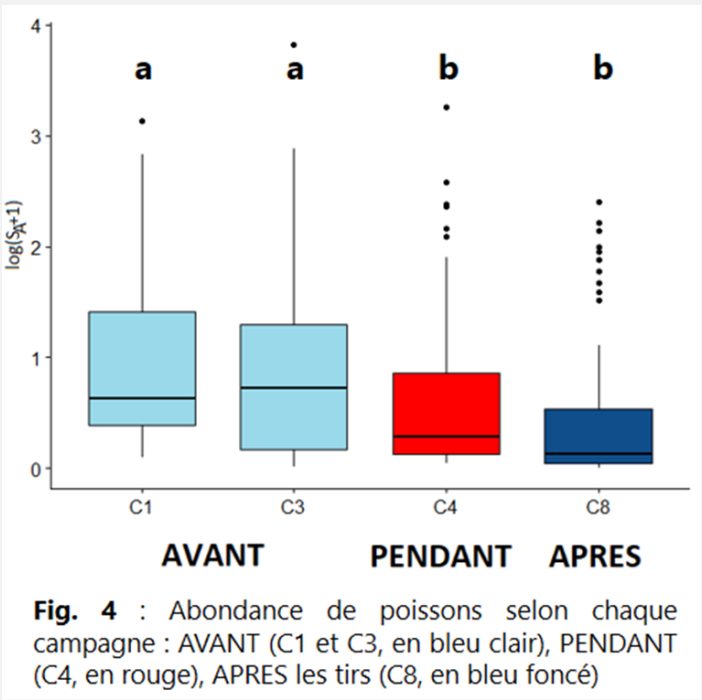 4
a a b b
3
log(SA+1)
2
1
0
C1 C3 C4 C8
AVANT PENDANT APRES
Fig. 4 : Abondance de poissons selon chaque
campagne : AVANT (C1 et C3, en bleu clair), PENDANT
(C4, en rouge), APRES les tirs (C8, en bleu foncé)